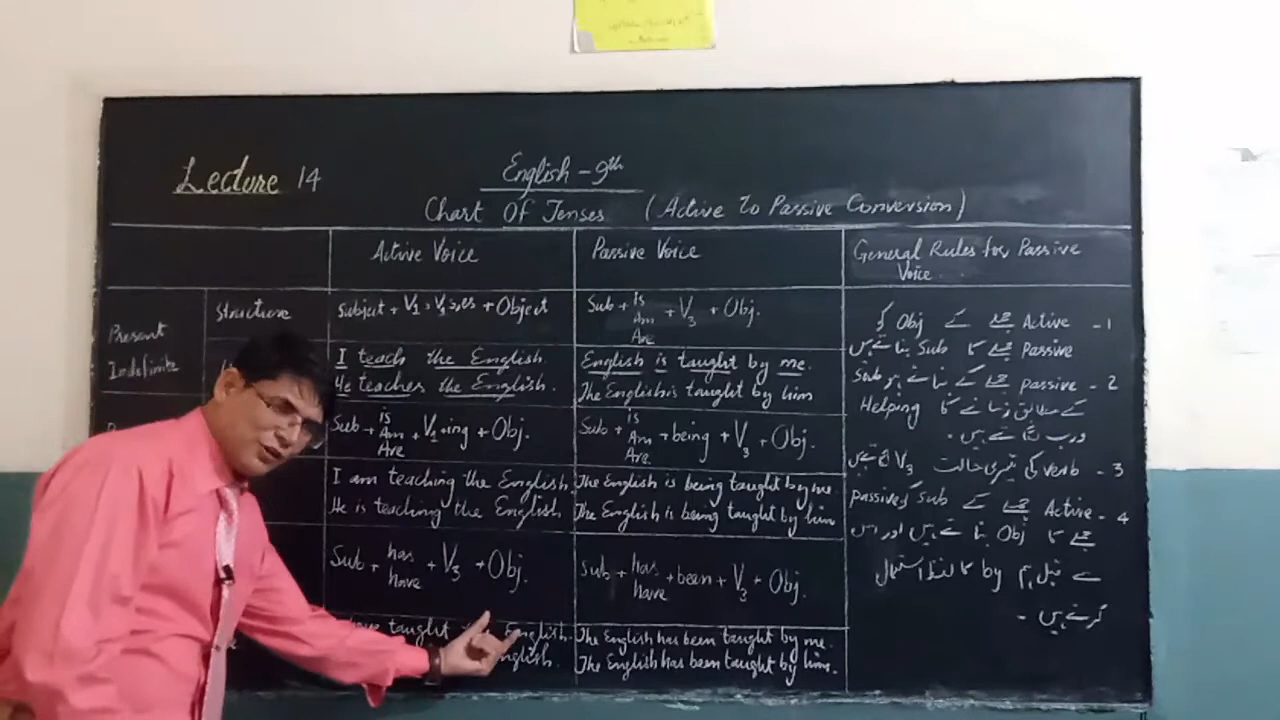 Lecture 14
English - 9th
Chart Of Tenses (Active To Passive Conversion)
Active Voice
Passive Voice
General Rules for Passive
Voice
Present
Indefinite
Structure
Subject + V1, V1 s, es + Object
Sub + is
Am
Are
+ V3 + Obj.
I teach the English.
He teaches the English.
English is taught by me.
The English is taught by him
Sub + is
Am
Are
+ V1 + ing + Obj.
Sub + is
Am
Are
+ being + V3 + Obj.
I am teaching the English.
He is teaching the English
The English is being taught by me.
The English is being taught by him
Sub + has
have
+ V3 + Obj.
Sub + has
have
+ been + V3 + Obj.
have taught English.
English.
The English has been taught by me.
The English has been taught by him.
1 - Active جملے کے Obj کو
Passive جملے کا Sub بناتے ہیں
2 - Passive جملے کے بنائے ہو Sub
کے مطابق زمانے کا Helping
ورب لگاتے ہیں۔
3 - verb کی تیسری حالت V3
4 - Active جملے کے Sub کو Passive
جملے کا Obj بناتے ہیں اور اس
سے قبل ہم by کا لفظ استعمال
کرتے ہیں۔